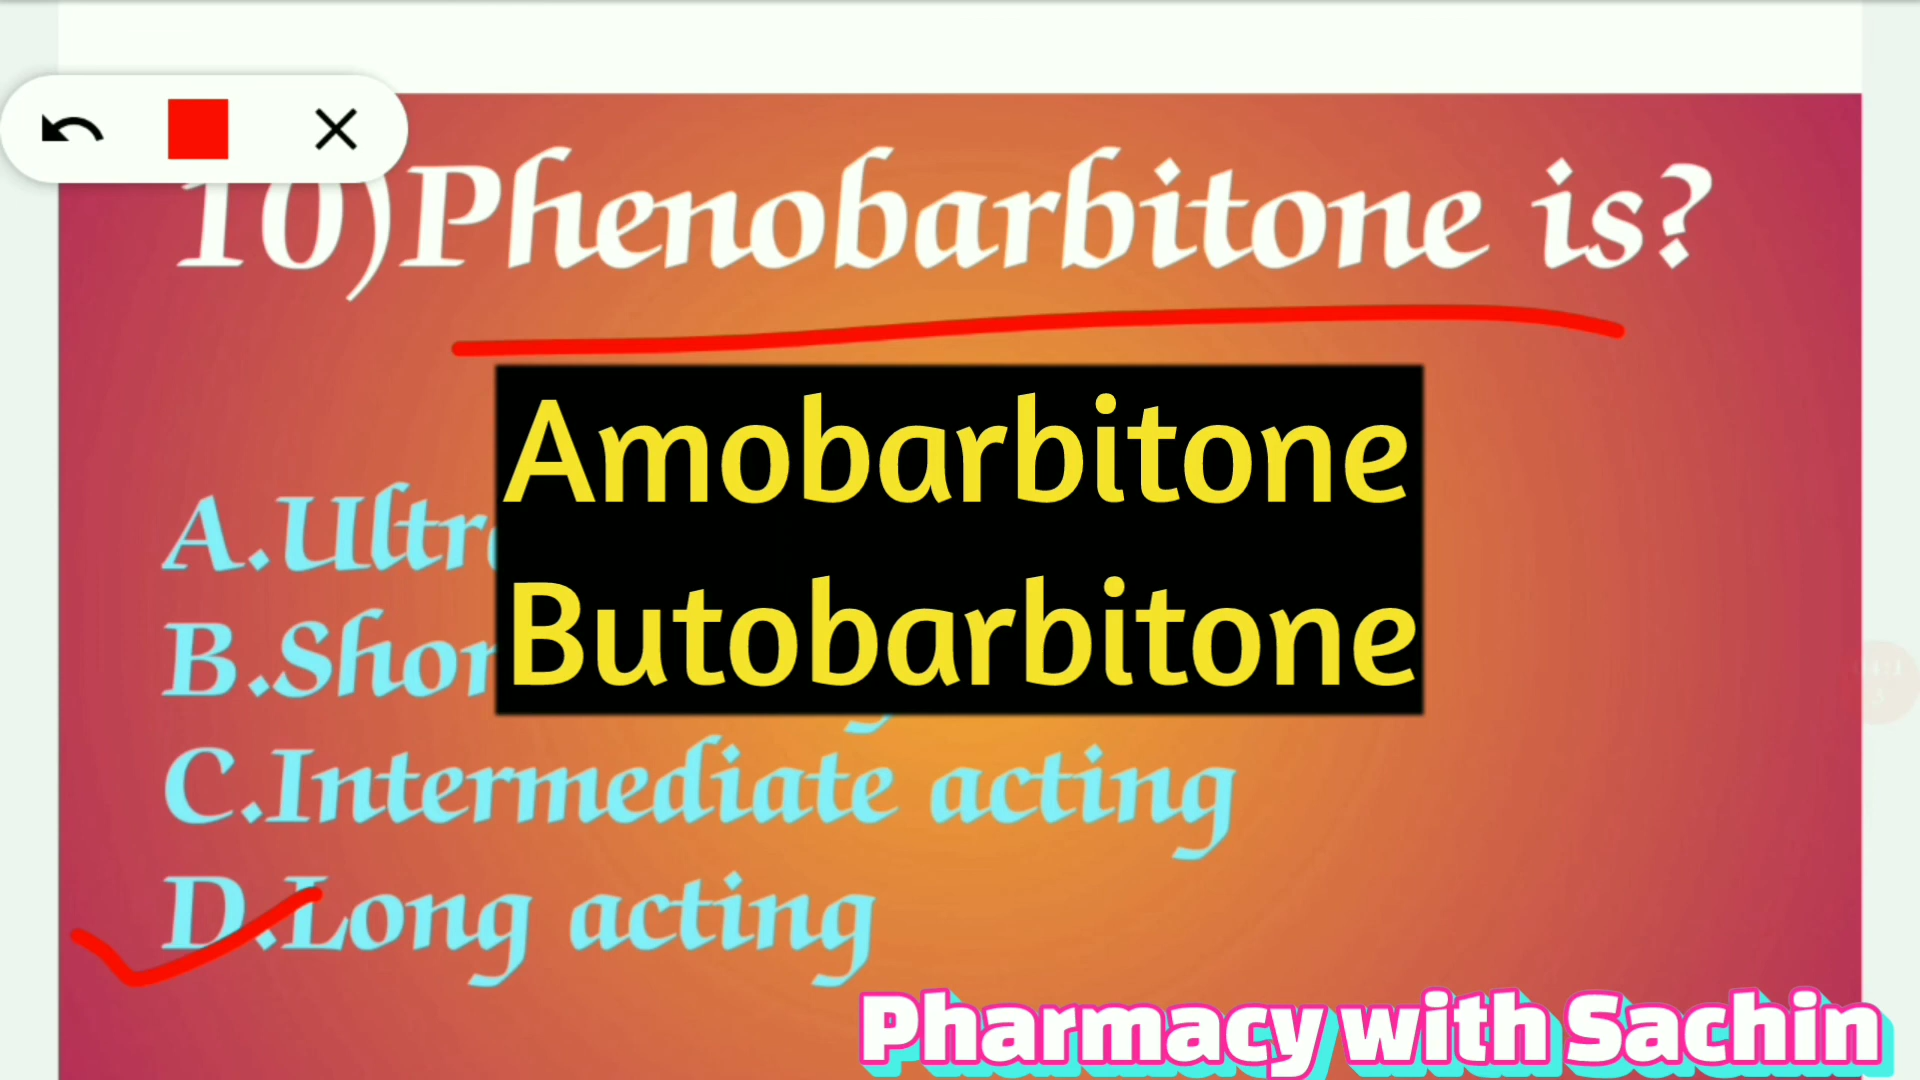 10)Phenobarbitone is?
Amobarbitone
Butobarbitone
A.Ultr
B.Shor
C.Intermediate acting
D.Long acting
Pharmacy with Sachin